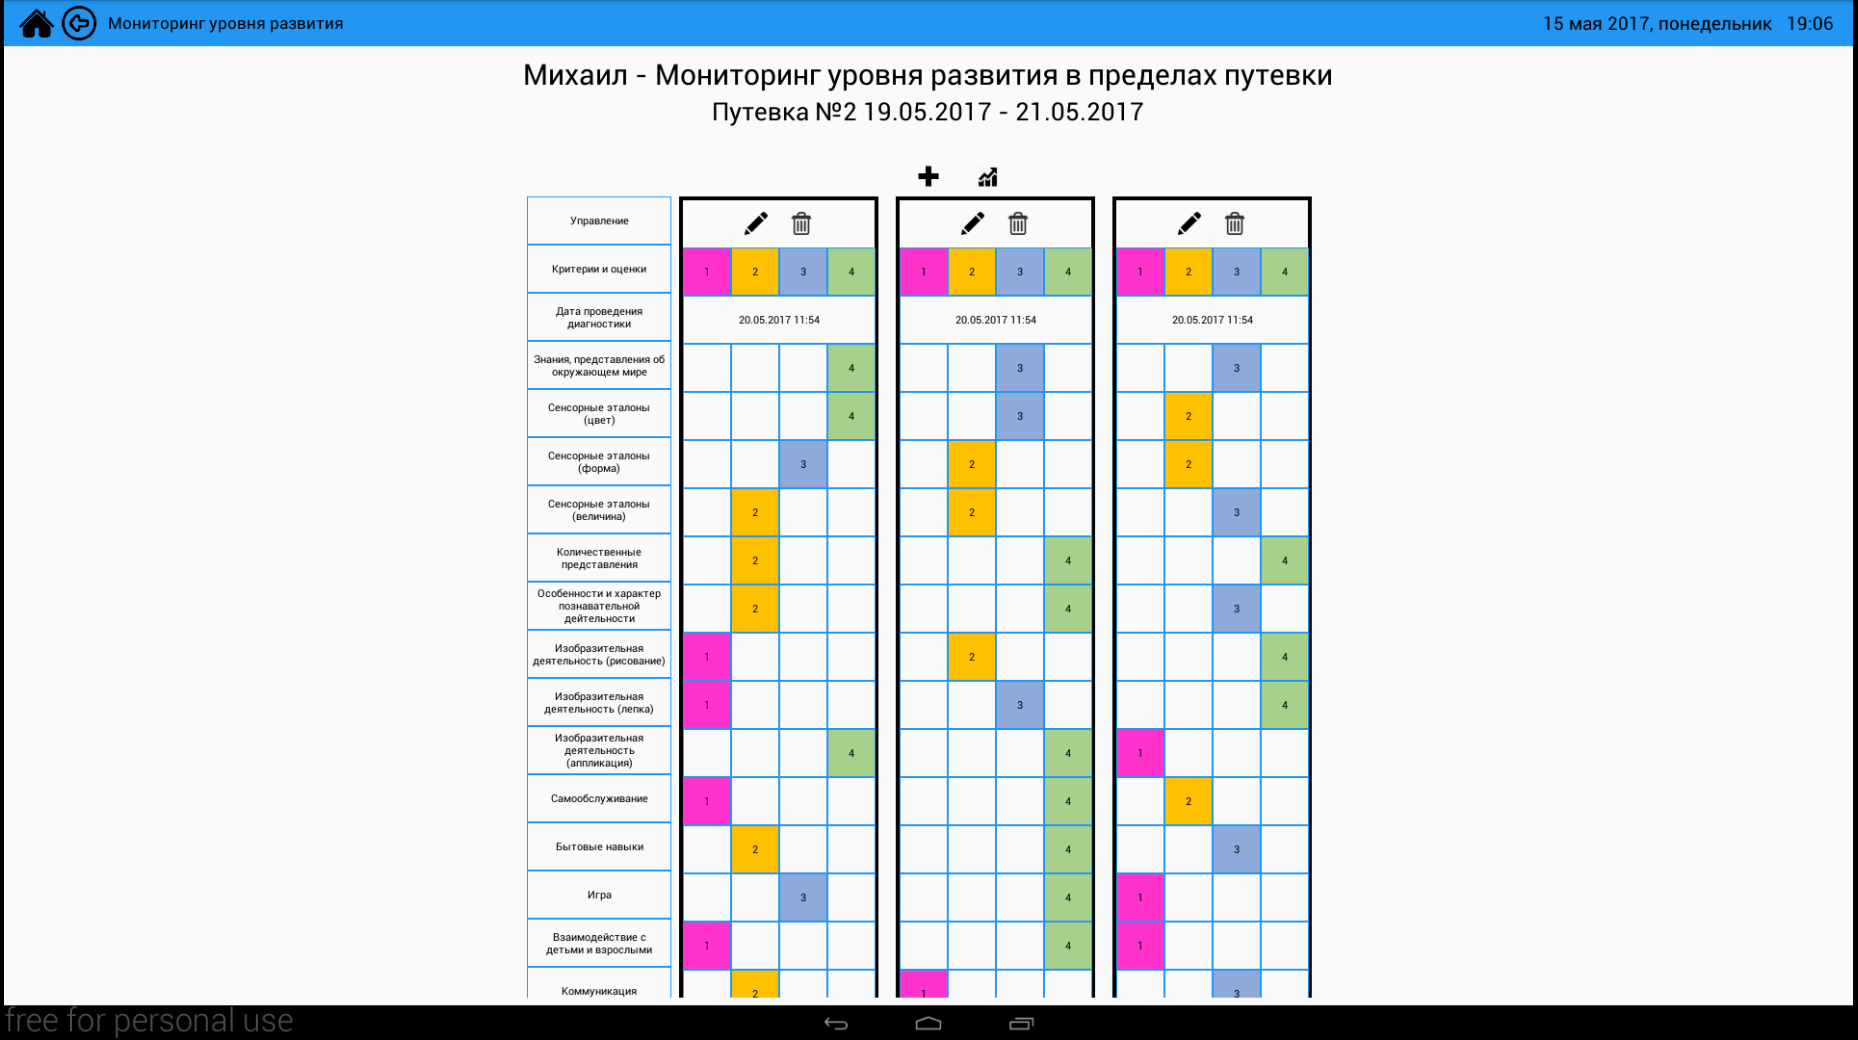 Мониторинг уровня развития
15 мая 2017, понедельник 19:06
Михаил - Мониторинг уровня развития в пределах путевки
Путевка №2 19.05.2017 - 21.05.2017
Управление
Критерии и оценки 1 2 3 4 1 2 3 4 1 2 3 4
Дата проведения
диагностики
20.05.2017 11:54 20.05.2017 11:54 20.05.2017 11:54
Знания, представления об
окружающем мире
4 3 3
Сенсорные эталоны
(цвет)
4 3 2
Сенсорные эталоны
(форма)
3 2 2
Сенсорные эталоны
(величина)
2 2 3
Количественные
представления
2 4 4
Особенности и характер
познавательной
дейтельности
2 4 3
Изобразительная
деятельность (рисование)
1 2 4
Изобразительная
деятельность (лепка)
1 3 4
Изобразительная
деятельность
(аппликация)
4 4 1
Самообслуживание 1 4 2
Бытовые навыки 2 4 3
Игра 3 4 1
Взаимодействие с
детьми и взрослыми
1 4 1
Коммуникация 2 1 3
free for personal use